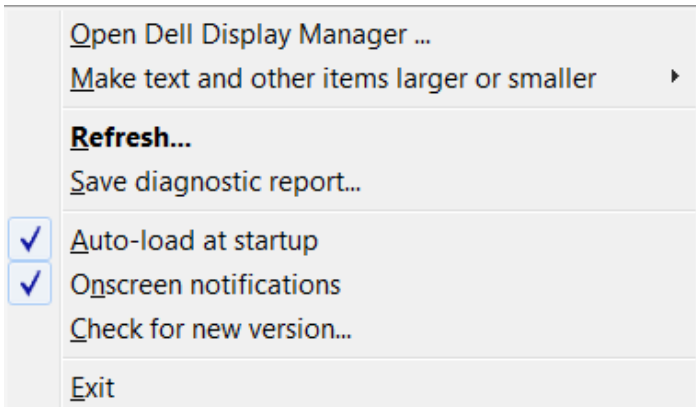 Open Dell Display Manager ...
Make text and other items larger or smaller
Refresh...
Save diagnostic report...
Auto-load at startup
Onscreen notifications
Check for new version...
Exit